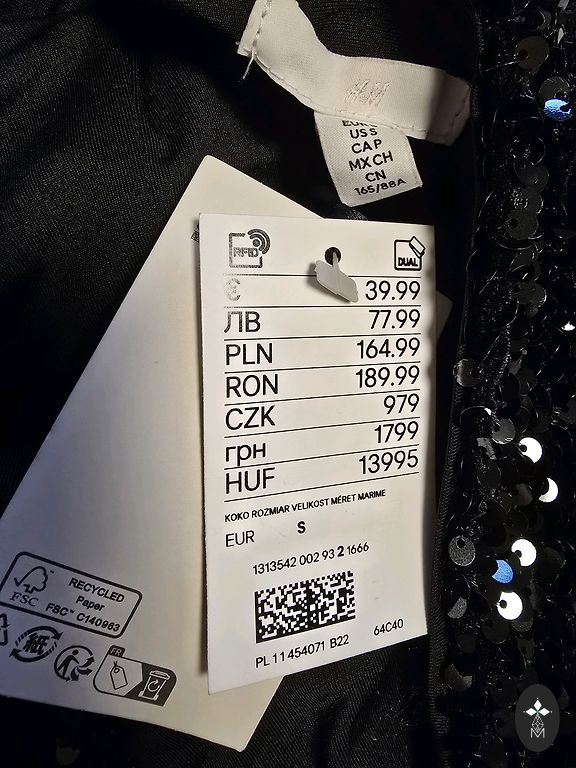 H&M
US S
CA P
MX CH
CN
165/88A
RFID
DUAL
€ 39.99
ЛВ 77.99
PLN 164.99
RON 189.99
CZK 979
грн 1799
HUF 13995
KOKO ROZMIAR VELIKOST MÉRET MARIME
EUR S
1313542 002 93 2 1666
PL 11 454071 B22 64C40
RECYCLED
Paper
FSC FSC™ C140963
FR
M